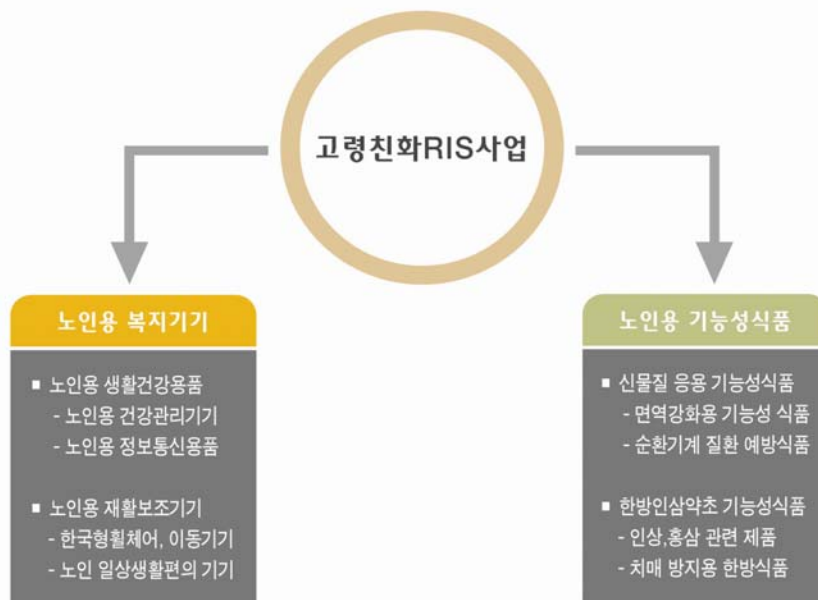 고령친화RIS사업
노인용 복지기기
■ 노인용 생활건강용품
- 노인용 건강관리기기
- 노인용 정보통신용품
■ 노인용 재활보조기기
- 한국형휠체어, 이동기기
- 노인 일상생활편의 기기
노인용 기능성식품
■ 신물질 응용 기능성식품
- 면역강화용 기능성 식품
- 순환기계 질환 예방식품
■ 한방인삼약초 기능성식품
- 인상,홍삼 관련 제품
- 치매 방지용 한방식품